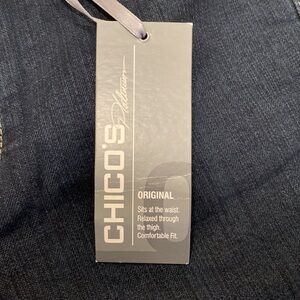 CHICO'S
Platinum
ORIGINAL
Sits at the waist.
Relaxed through
the thigh.
Comfortable Fit.